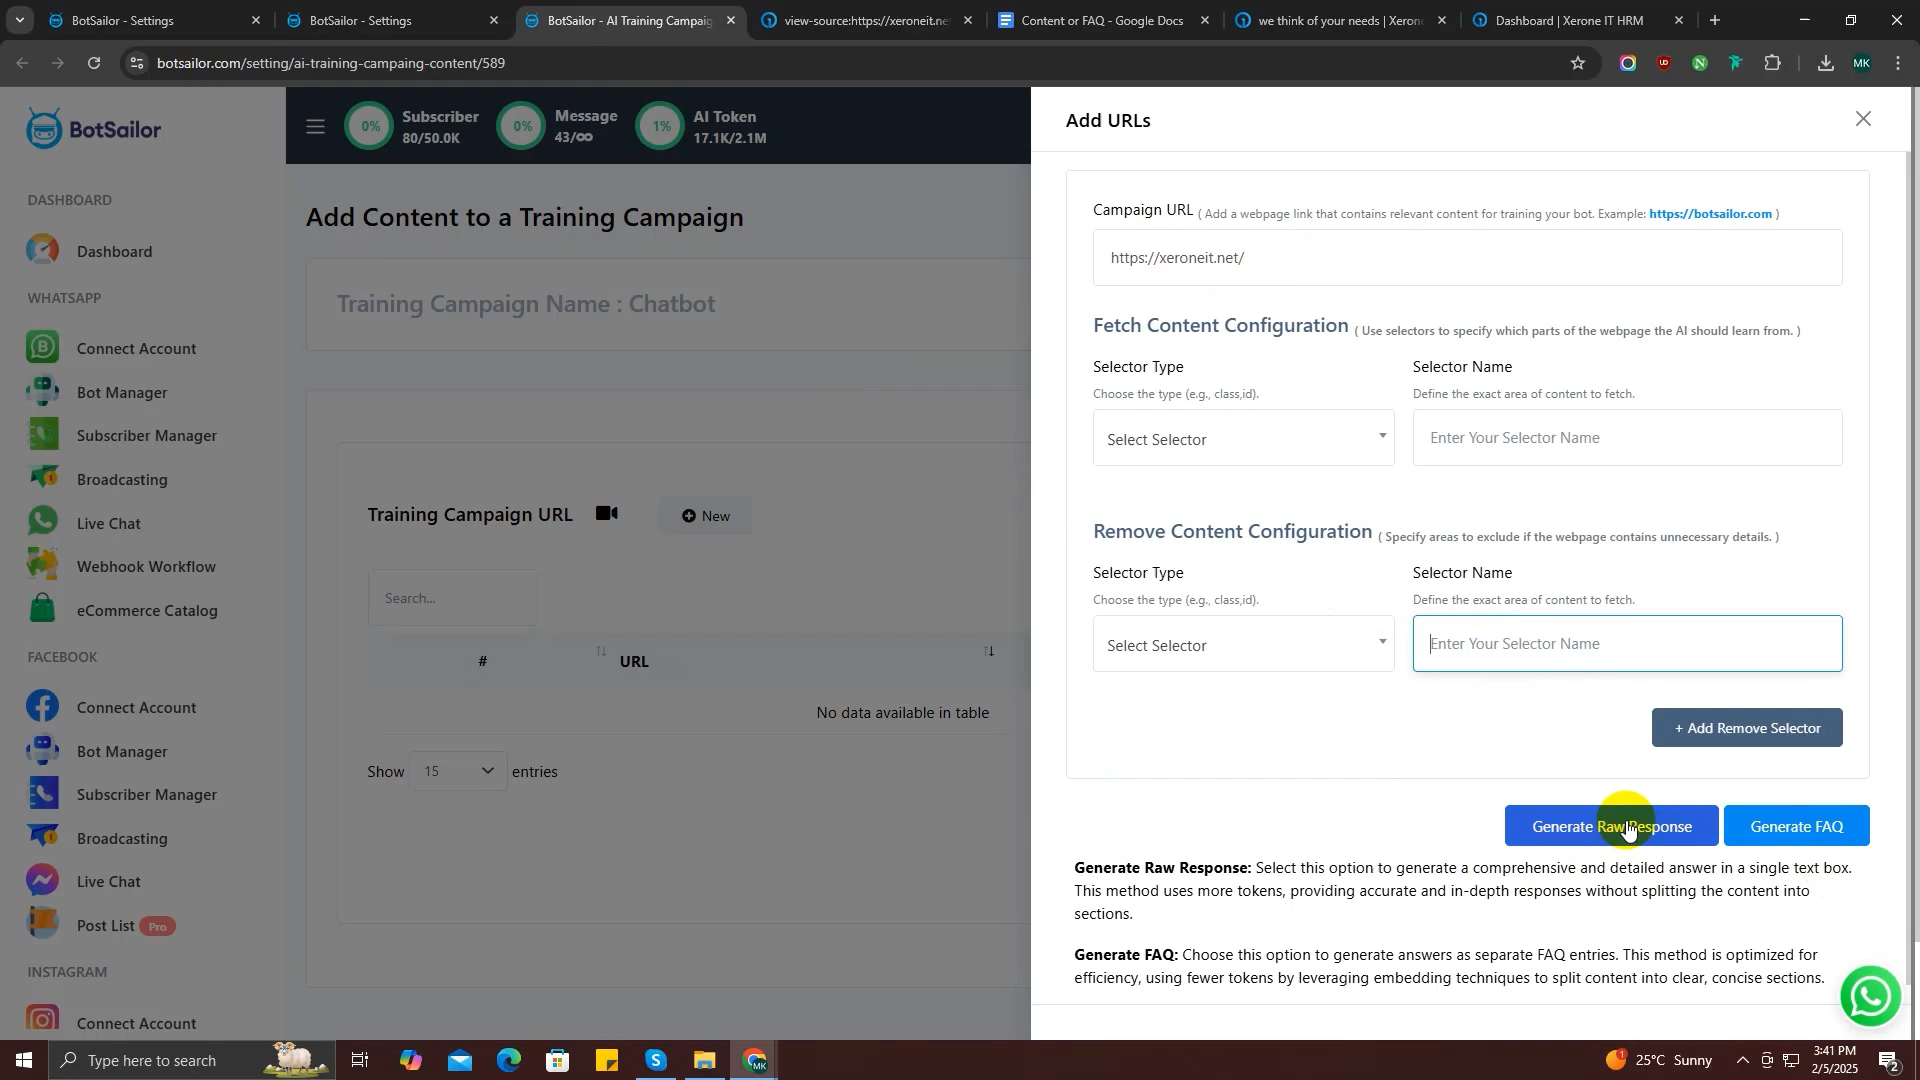 BotSailor - Settings
BotSailor - Settings
BotSailor - AI Training Campaig
view-source:https://xeroneit.ne
Content or FAQ - Google Docs
we think of your needs | Xeron
Dashboard | Xerone IT HRM
botsailor.com/setting/ai-training-campaing-content/589
MK
BotSailor
0%
Subscriber
80/50.0K
0%
Message
43/∞
1%
AI Token
17.1K/2.1M
DASHBOARD
Dashboard
WHATSAPP
Connect Account
Bot Manager
Subscriber Manager
Broadcasting
Live Chat
Webhook Workflow
eCommerce Catalog
FACEBOOK
Connect Account
Bot Manager
Subscriber Manager
Broadcasting
Live Chat
Post List Pro
INSTAGRAM
Connect Account
Add Content to a Training Campaign
Training Campaign Name : Chatbot
Training Campaign URL
New
Search...
# URL
No data available in table
Show 15 entries
Add URLs
Campaign URL ( Add a webpage link that contains relevant content for training your bot. Example: https://botsailor.com )
https://xeroneit.net/
Fetch Content Configuration ( Use selectors to specify which parts of the webpage the AI should learn from. )
Selector Type
Choose the type (e.g., class,id).
Select Selector
Selector Name
Define the exact area of content to fetch.
Enter Your Selector Name
Remove Content Configuration ( Specify areas to exclude if the webpage contains unnecessary details. )
Selector Type
Choose the type (e.g., class,id).
Select Selector
Selector Name
Define the exact area of content to fetch.
Enter Your Selector Name
+ Add Remove Selector
Generate Raw Response
Generate FAQ
Generate Raw Response: Select this option to generate a comprehensive and detailed answer in a single text box.
This method uses more tokens, providing accurate and in-depth responses without splitting the content into
sections.
Generate FAQ: Choose this option to generate answers as separate FAQ entries. This method is optimized for
efficiency, using fewer tokens by leveraging embedding techniques to split content into clear, concise sections.
Type here to search
25°C Sunny
3:41 PM
2/5/2025
2